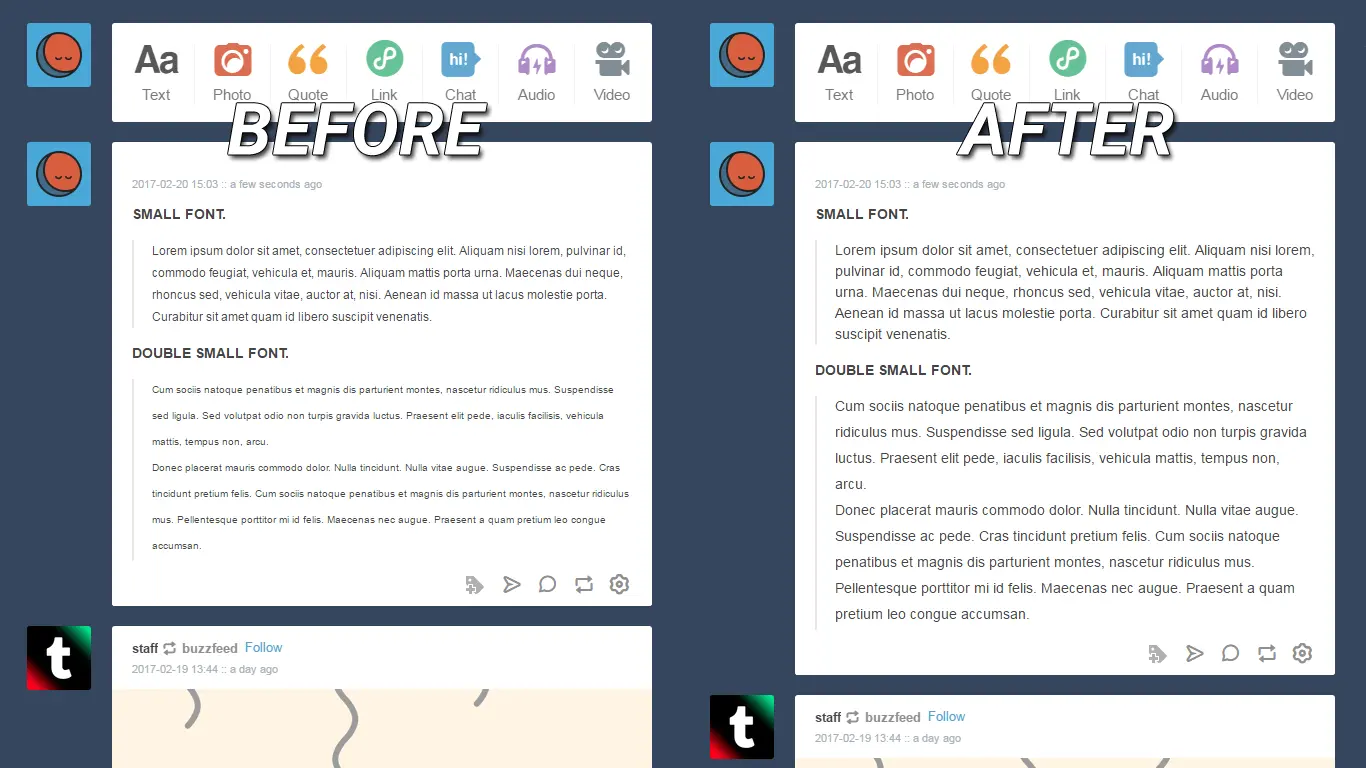 Aa
Text
Photo
Quote
Link
hi!
Chat
Audio
Video
BEFORE
2017-02-20 15:03 :: a few seconds ago
SMALL FONT.
Lorem ipsum dolor sit amet, consectetuer adipiscing elit. Aliquam nisi lorem, pulvinar id,
commodo feugiat, vehicula et, mauris. Aliquam mattis porta urna. Maecenas dui neque,
rhoncus sed, vehicula vitae, auctor at, nisi. Aenean id massa ut lacus molestie porta.
Curabitur sit amet quam id libero suscipit venenatis.
DOUBLE SMALL FONT.
Cum sociis natoque penatibus et magnis dis parturient montes, nascetur ridiculus mus. Suspendisse
sed ligula. Sed volutpat odio non turpis gravida luctus. Praesent elit pede, iaculis facilisis, vehicula
mattis, tempus non, arcu.
Donec placerat mauris commodo dolor. Nulla tincidunt. Nulla vitae augue. Suspendisse ac pede. Cras
tincidunt pretium felis. Cum sociis natoque penatibus et magnis dis parturient montes, nascetur ridiculus
mus. Pellentesque porttitor mi id felis. Maecenas nec augue. Praesent a quam pretium leo congue
accumsan.
t
staff buzzfeed Follow
2017-02-19 13:44 :: a day ago
Aa
Text
Photo
Quote
Link
hi!
Chat
Audio
Video
AFTER
2017-02-20 15:03 :: a few seconds ago
SMALL FONT.
Lorem ipsum dolor sit amet, consectetuer adipiscing elit. Aliquam nisi lorem,
pulvinar id, commodo feugiat, vehicula et, mauris. Aliquam mattis porta
urna. Maecenas dui neque, rhoncus sed, vehicula vitae, auctor at, nisi.
Aenean id massa ut lacus molestie porta. Curabitur sit amet quam id libero
suscipit venenatis.
DOUBLE SMALL FONT.
Cum sociis natoque penatibus et magnis dis parturient montes, nascetur
ridiculus mus. Suspendisse sed ligula. Sed volutpat odio non turpis gravida
luctus. Praesent elit pede, iaculis facilisis, vehicula mattis, tempus non,
arcu.
Donec placerat mauris commodo dolor. Nulla tincidunt. Nulla vitae augue.
Suspendisse ac pede. Cras tincidunt pretium felis. Cum sociis natoque
penatibus et magnis dis parturient montes, nascetur ridiculus mus.
Pellentesque porttitor mi id felis. Maecenas nec augue. Praesent a quam
pretium leo congue accumsan.
t
staff buzzfeed Follow
2017-02-19 13:44 :: a day ago